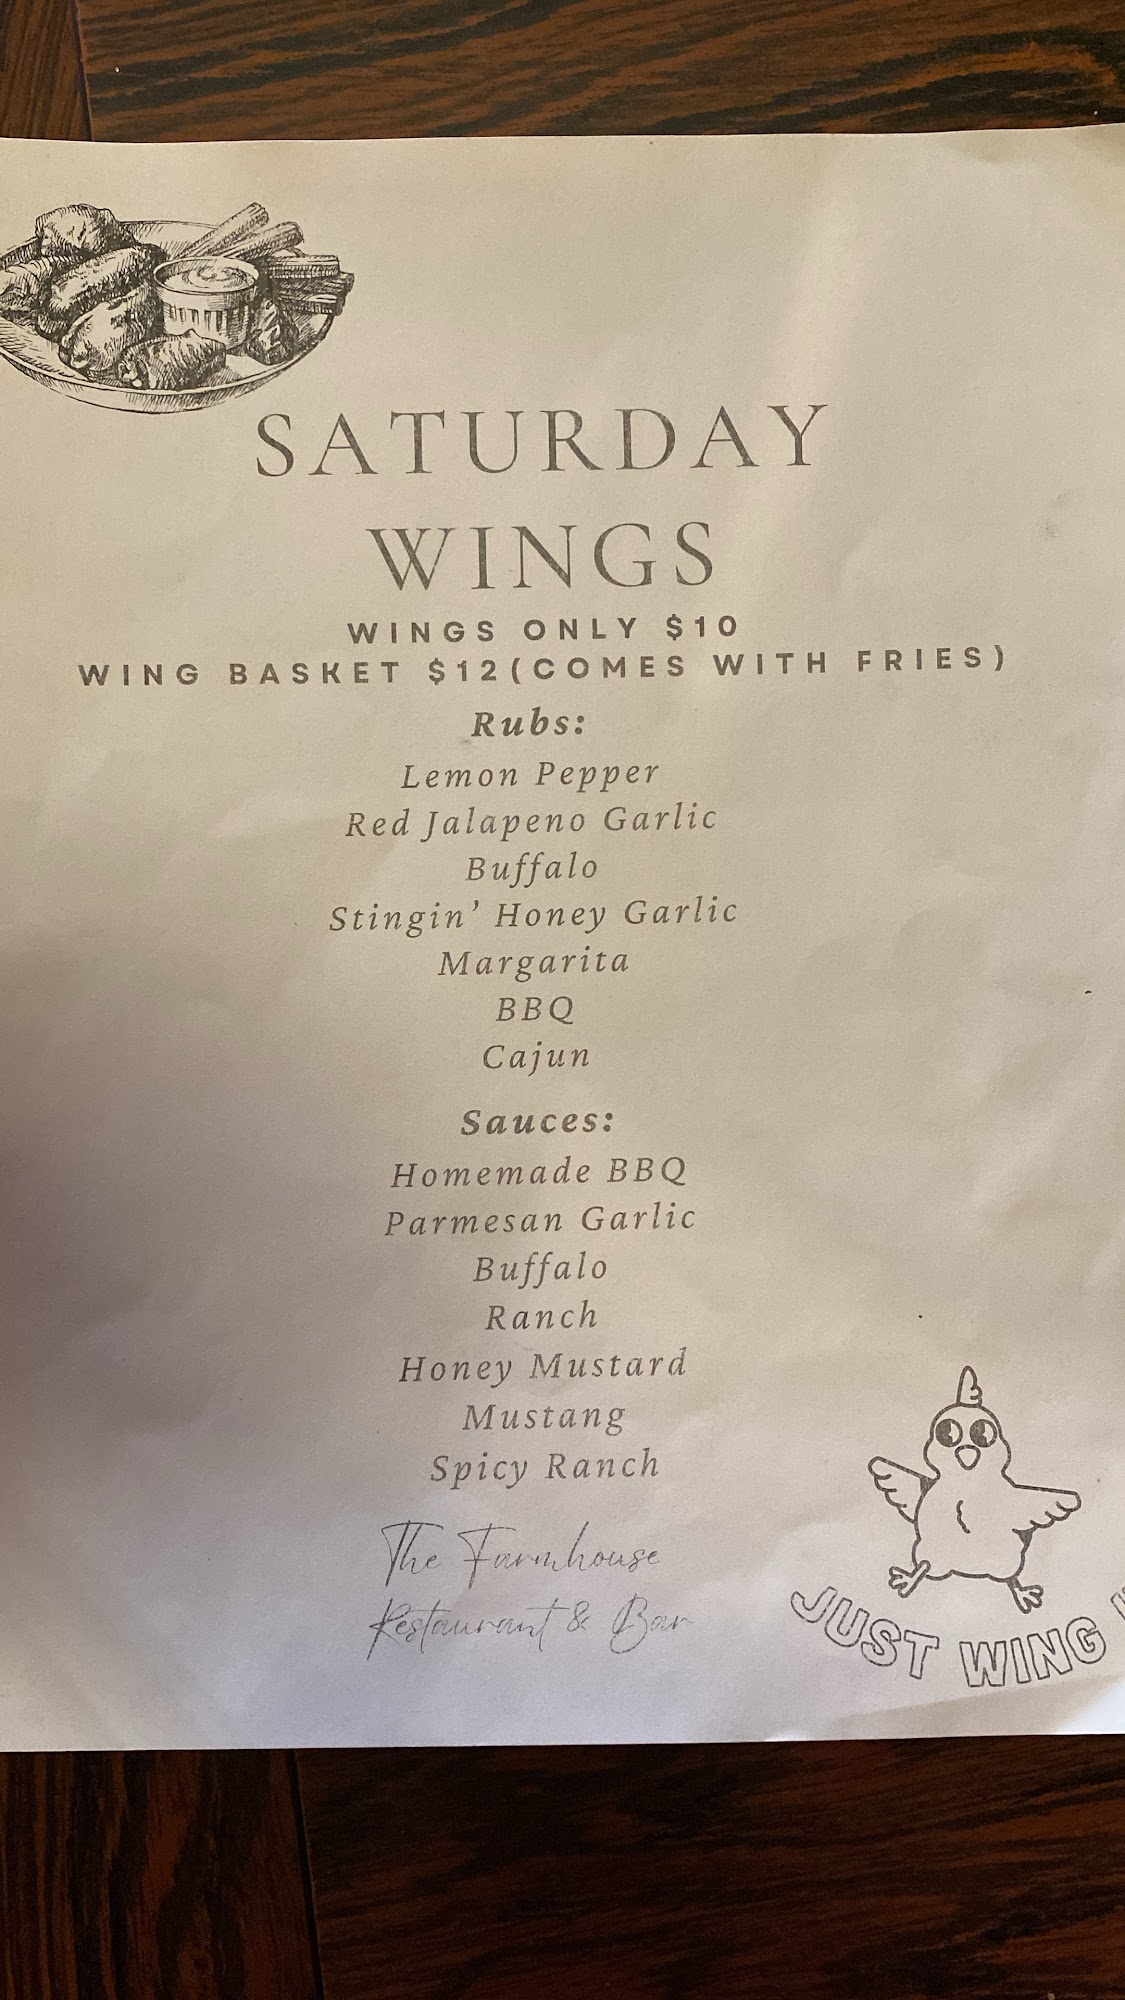 SATURDAY
WINGS
WINGS ONLY $10
WING BASKET $12(COMES WITH FRIES)
Rubs:
Lemon Pepper
Red Jalapeno Garlic
Buffalo
Stingin' Honey Garlic
Margarita
BBQ
Cajun
Sauces:
Homemade BBQ
Parmesan Garlic
Buffalo
Ranch
Honey Mustard
Mustang
Spicy Ranch
The Farmhouse
Restaurant & Bar
JUST WING